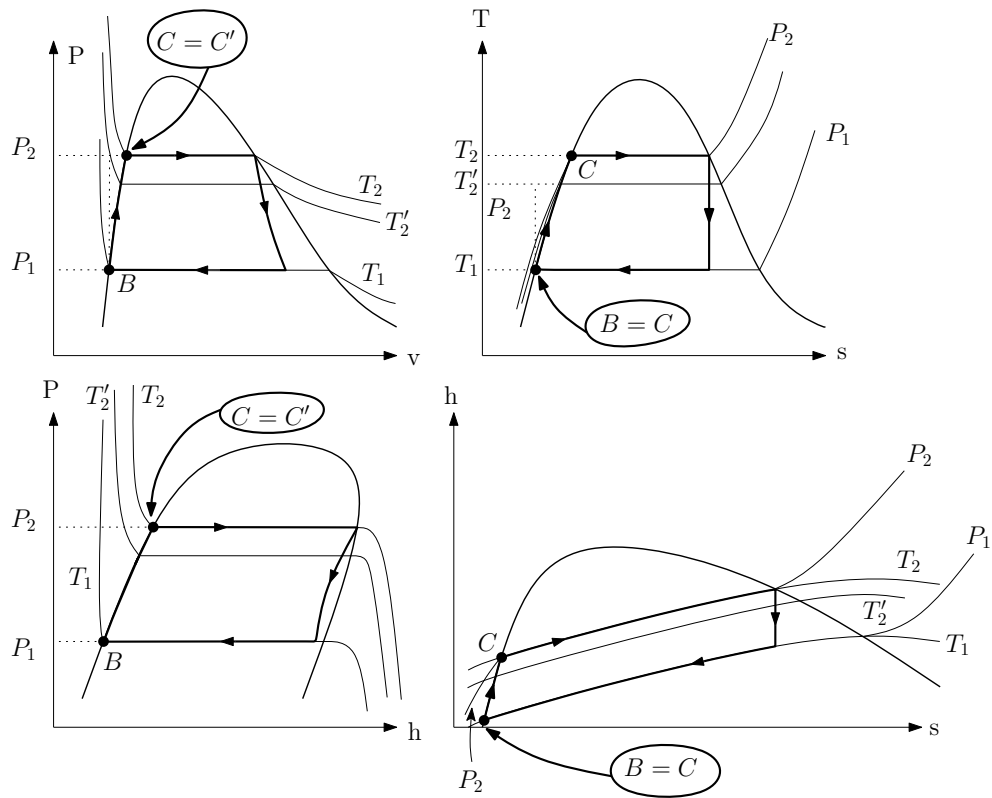 P
C = C′
P₂
P₁
T₂
T₂′
T₁
B
v
T
P₂
P₁
T₂
T₂′
P₂
T₁
C
B = C
s
P
T₂′
T₂
C = C′
P₂
T₁
P₁
B
h
h
P₂
P₁
T₂
T₂′
T₁
C
s
P₂
B = C